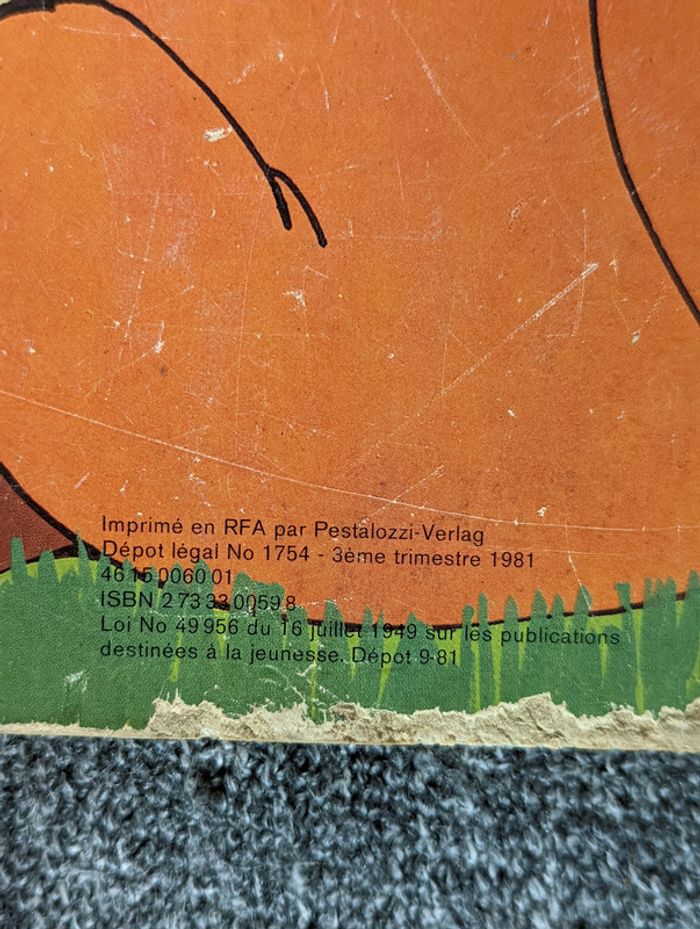 Imprimé en RFA par Pestalozzi-Verlag
Dépot légal No 1754 - 3ème trimestre 1981
46 15 0060 01
ISBN 2 73 33 0059 8
Loi No 49 956 du 16 juillet 1949 sur les publications
destinées à la jeunesse. Dépot 9-81